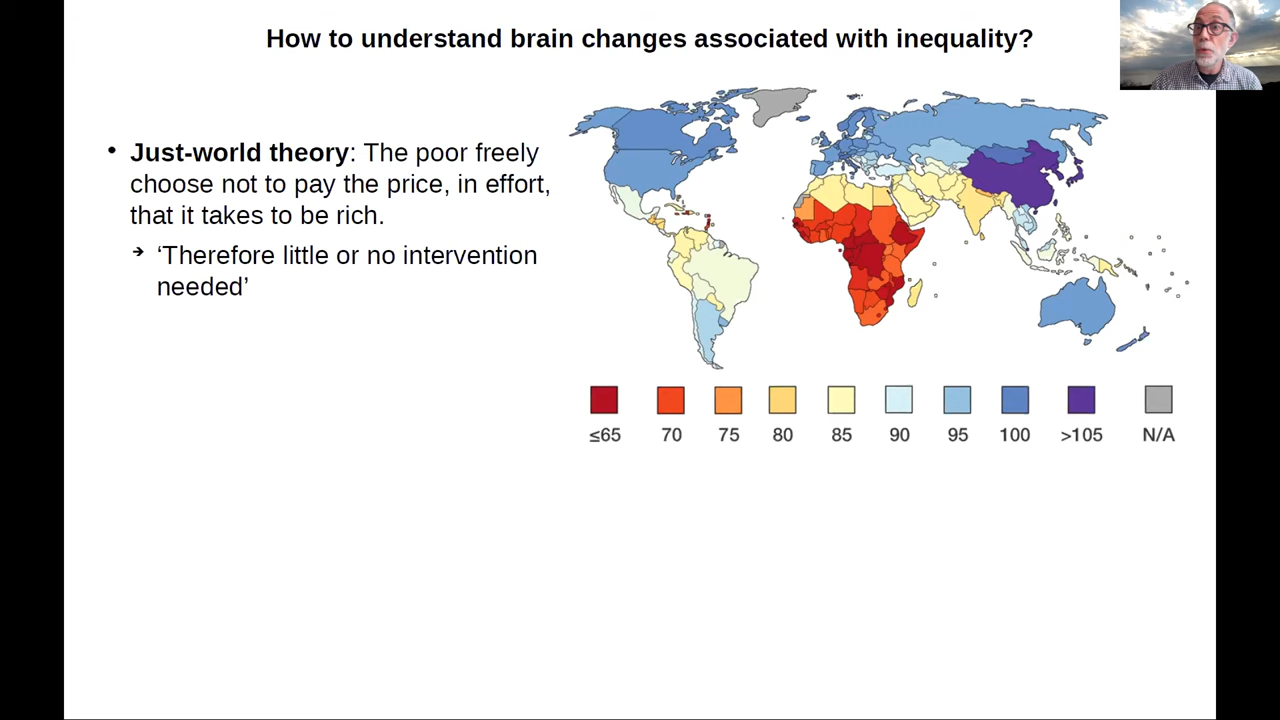 How to understand brain changes associated with inequality?
• Just-world theory: The poor freely
choose not to pay the price, in effort,
that it takes to be rich.
➔ ‘Therefore little or no intervention
needed’
≤65 70 75 80 85 90 95 100 >105 N/A